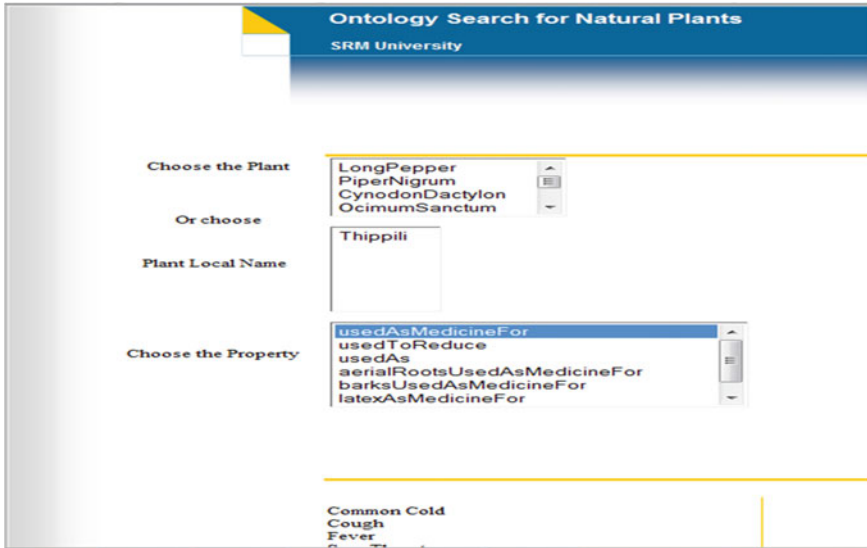 Ontology Search for Natural Plants
SRM University
Choose the Plant
LongPepper
PiperNigrum
CynodonDactylon
OcimumSanctum
Or choose
Plant Local Name
Thippili
Choose the Property
usedAsMedicineFor
usedToReduce
usedAs
aerialRootsUsedAsMedicineFor
barksUsedAsMedicineFor
latexAsMedicineFor
Common Cold
Cough
Fever